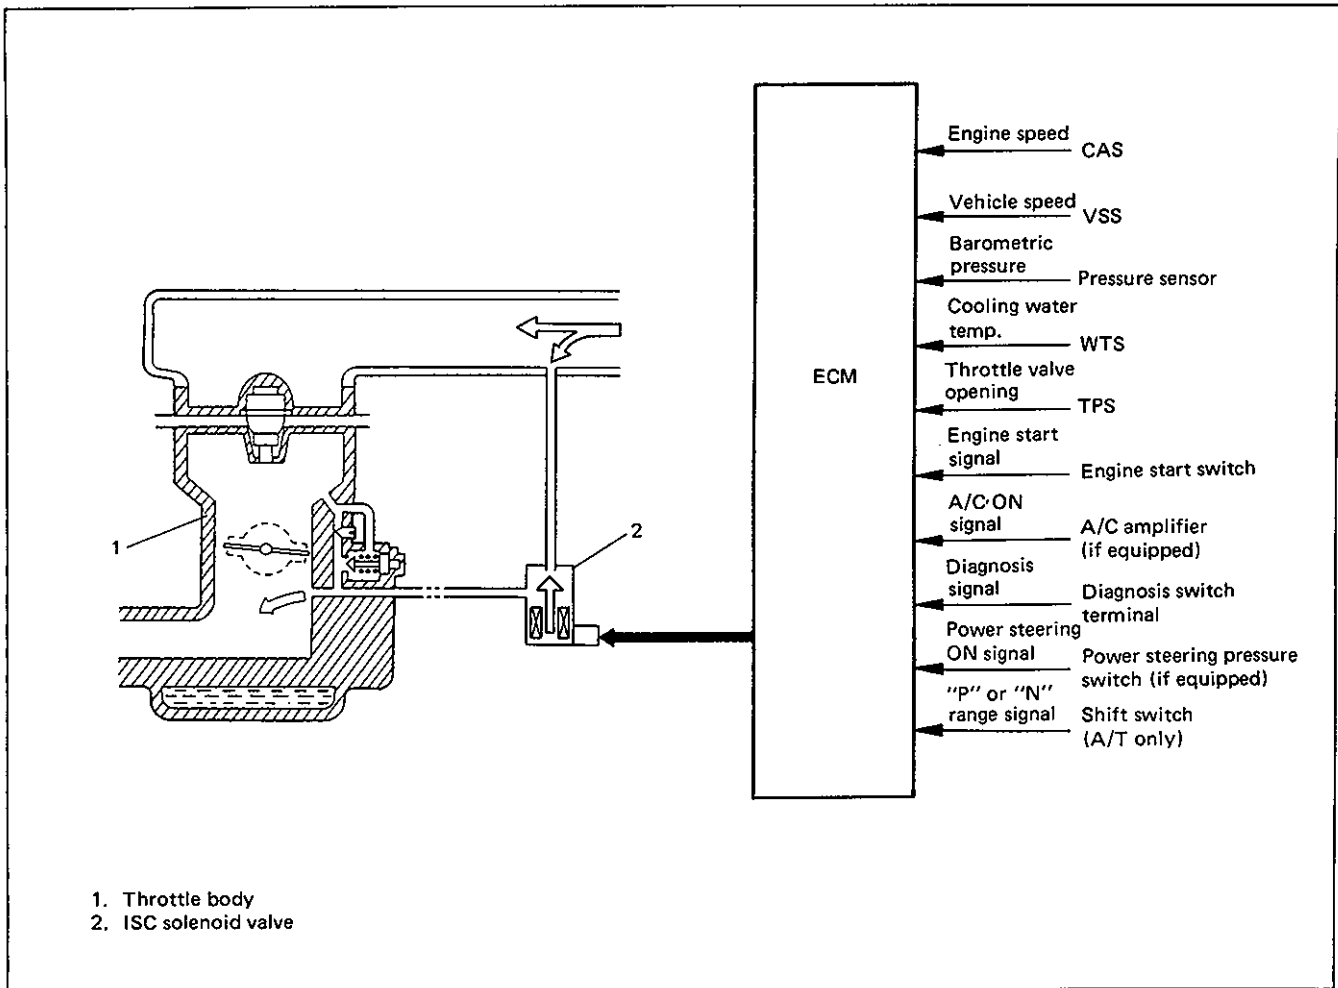 Engine speed
CAS
Vehicle speed
VSS
Barometric
pressure
Pressure sensor
Cooling water
temp.
WTS
ECM
Throttle valve
opening
TPS
Engine start
signal
Engine start switch
A/C·ON
signal
A/C amplifier
(if equipped)
Diagnosis
signal
Diagnosis switch
terminal
Power steering
ON signal
Power steering pressure
switch (if equipped)
"P" or "N"
range signal
Shift switch
(A/T only)
1
2
1. Throttle body
2. ISC solenoid valve